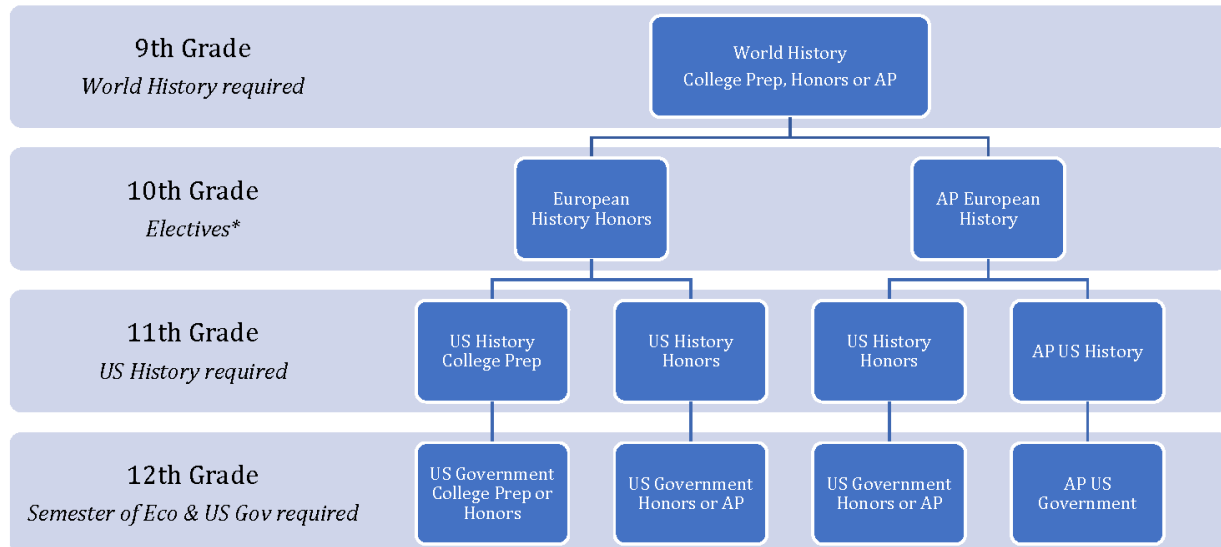 9th Grade
World History required
World History
College Prep, Honors or AP
10th Grade
Electives*
European
History Honors
AP European
History
11th Grade
US History required
US History
College Prep
US History
Honors
US History
Honors
AP US History
12th Grade
Semester of Eco & US Gov required
US Government
College Prep or
Honors
US Government
Honors or AP
US Government
Honors or AP
AP US
Government